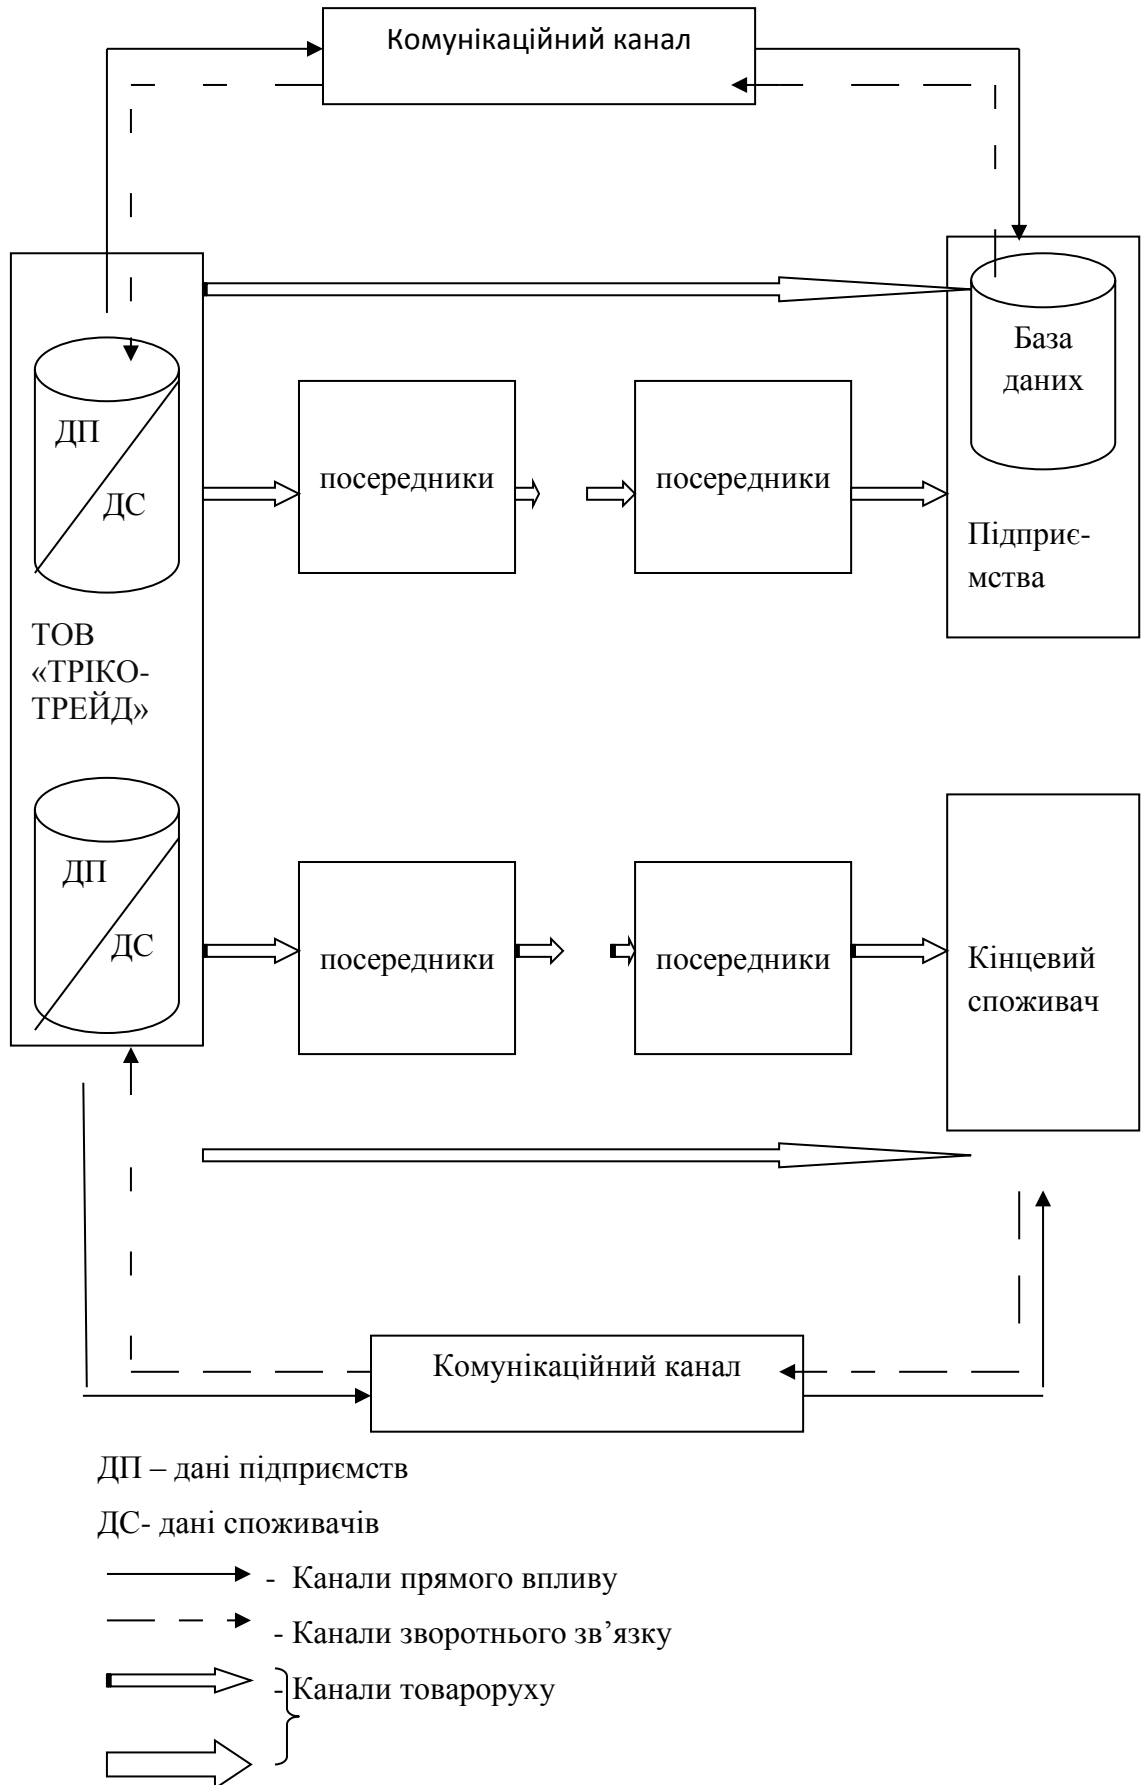 Комунікаційний канал
База
даних
ДП
ДС
посередники
посередники
Підприє-
мства
ТОВ
«ТРІКО-
ТРЕЙД»
ДП
ДС
посередники
посередники
Кінцевий
споживач
Комунікаційний канал
ДП – дані підприємств
ДС- дані споживачів
- Канали прямого впливу
- Канали зворотнього зв’язку
- Канали товароруху